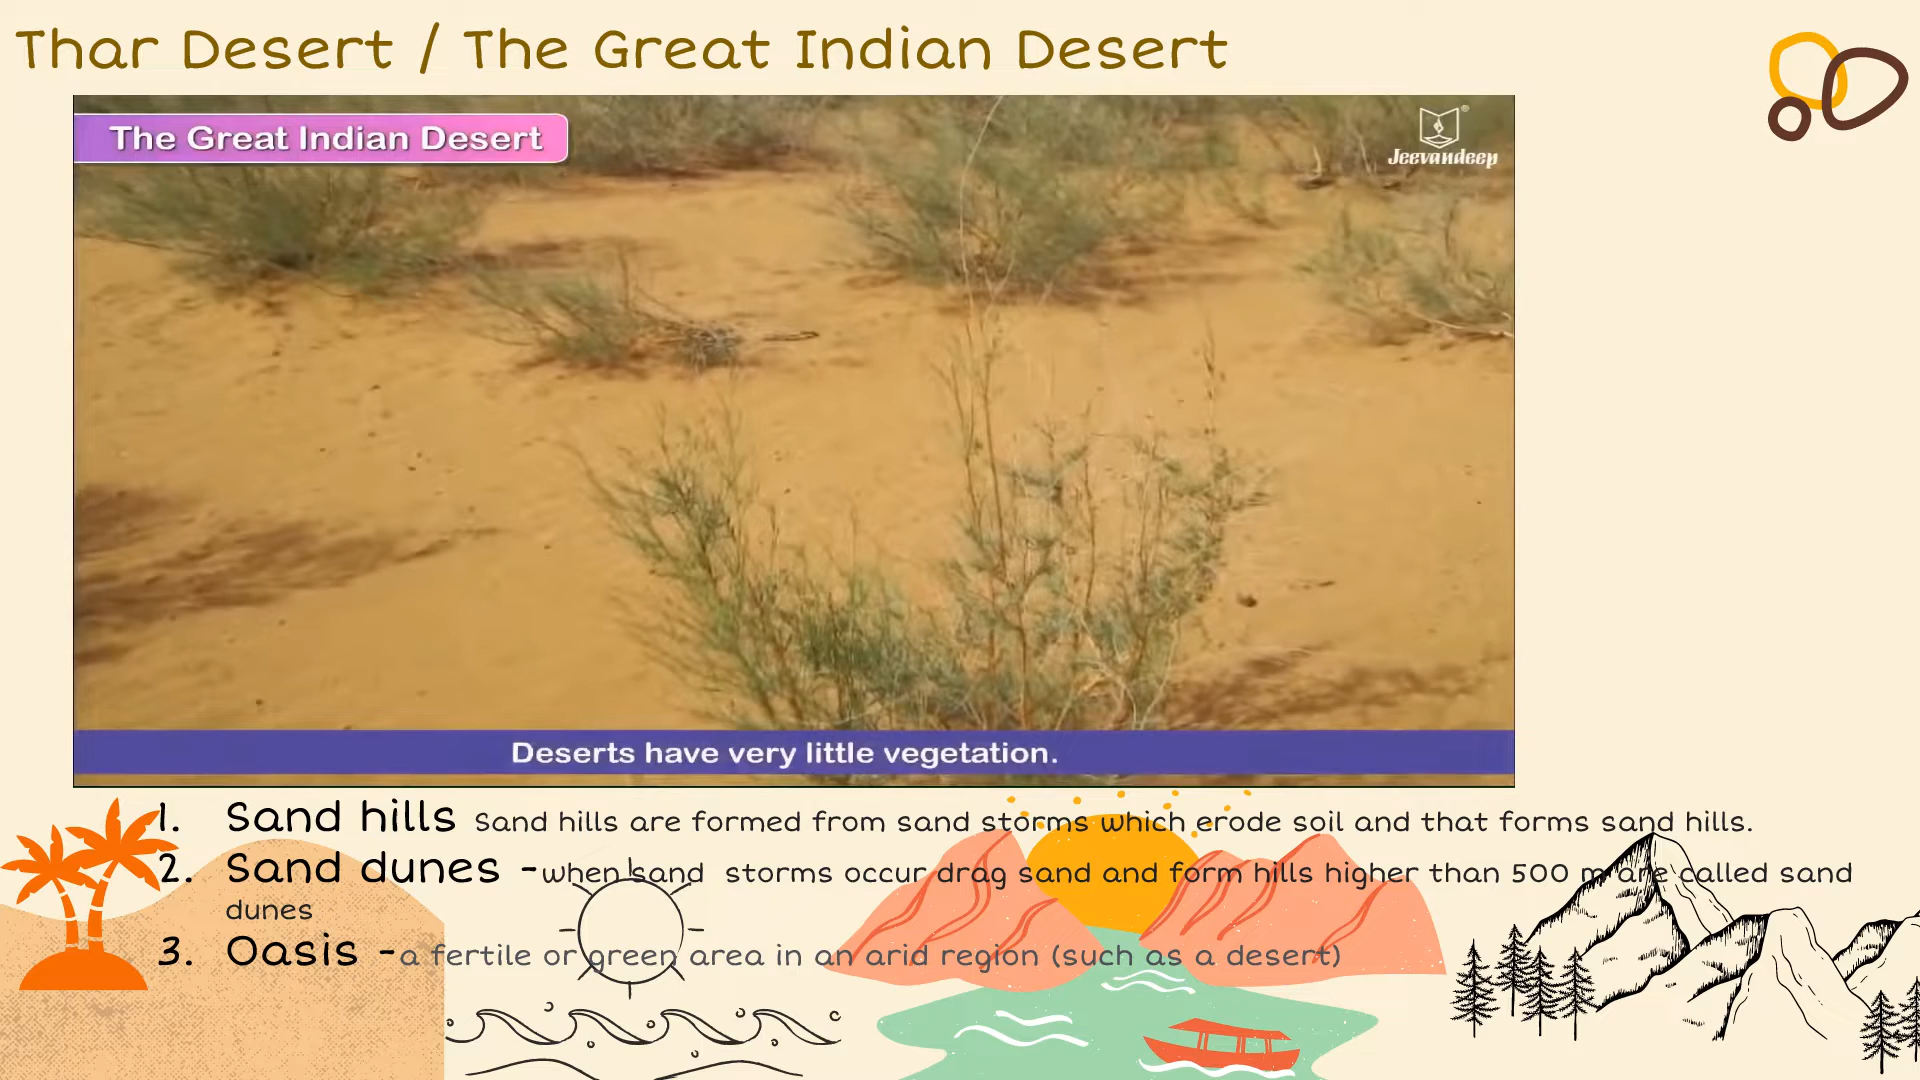 Thar Desert / The Great Indian Desert
The Great Indian Desert
Jeevandeep
Deserts have very little vegetation.
1. Sand hills Sand hills are formed from sand storms which erode soil and that forms sand hills.
2. Sand dunes -when sand storms occur drag sand and form hills higher than 500 m are called sand
dunes
3. Oasis -a fertile or green area in an arid region (such as a desert)